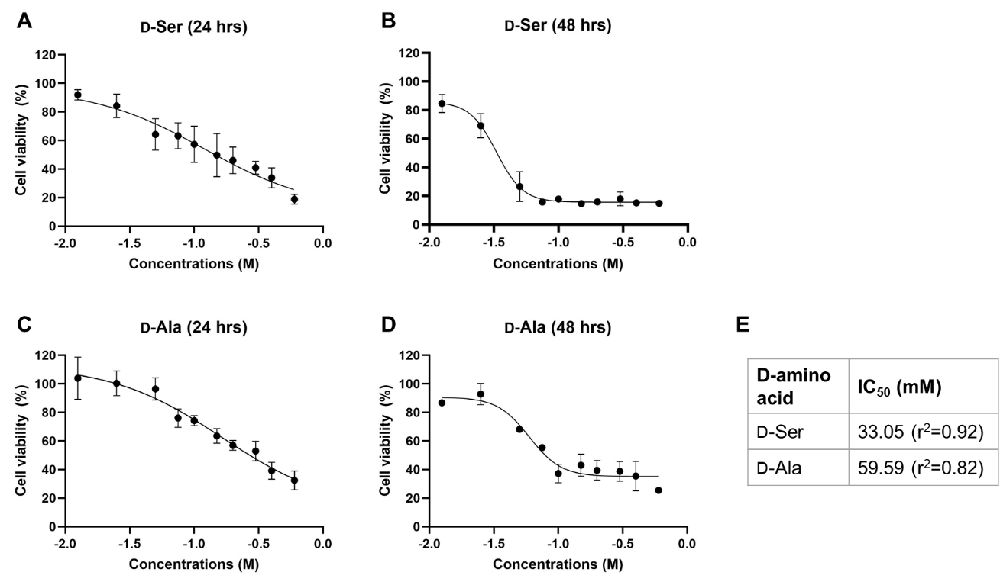 A
D-Ser (24 hrs)
Cell viability (%)
120
100
80
60
40
20
0
-2.0 -1.5 -1.0 -0.5 0.0
Concentrations (M)
B
D-Ser (48 hrs)
Cell viability (%)
120
100
80
60
40
20
0
-2.0 -1.5 -1.0 -0.5 0.0
Concentrations (M)
C
D-Ala (24 hrs)
Cell viability (%)
120
100
80
60
40
20
0
-2.0 -1.5 -1.0 -0.5 0.0
Concentrations (M)
D
D-Ala (48 hrs)
Cell viability (%)
120
100
80
60
40
20
0
-2.0 -1.5 -1.0 -0.5 0.0
Concentrations (M)
E
D-amino
acid
IC₅₀ (mM)
D-Ser 33.05 (r²=0.92)
D-Ala 59.59 (r²=0.82)